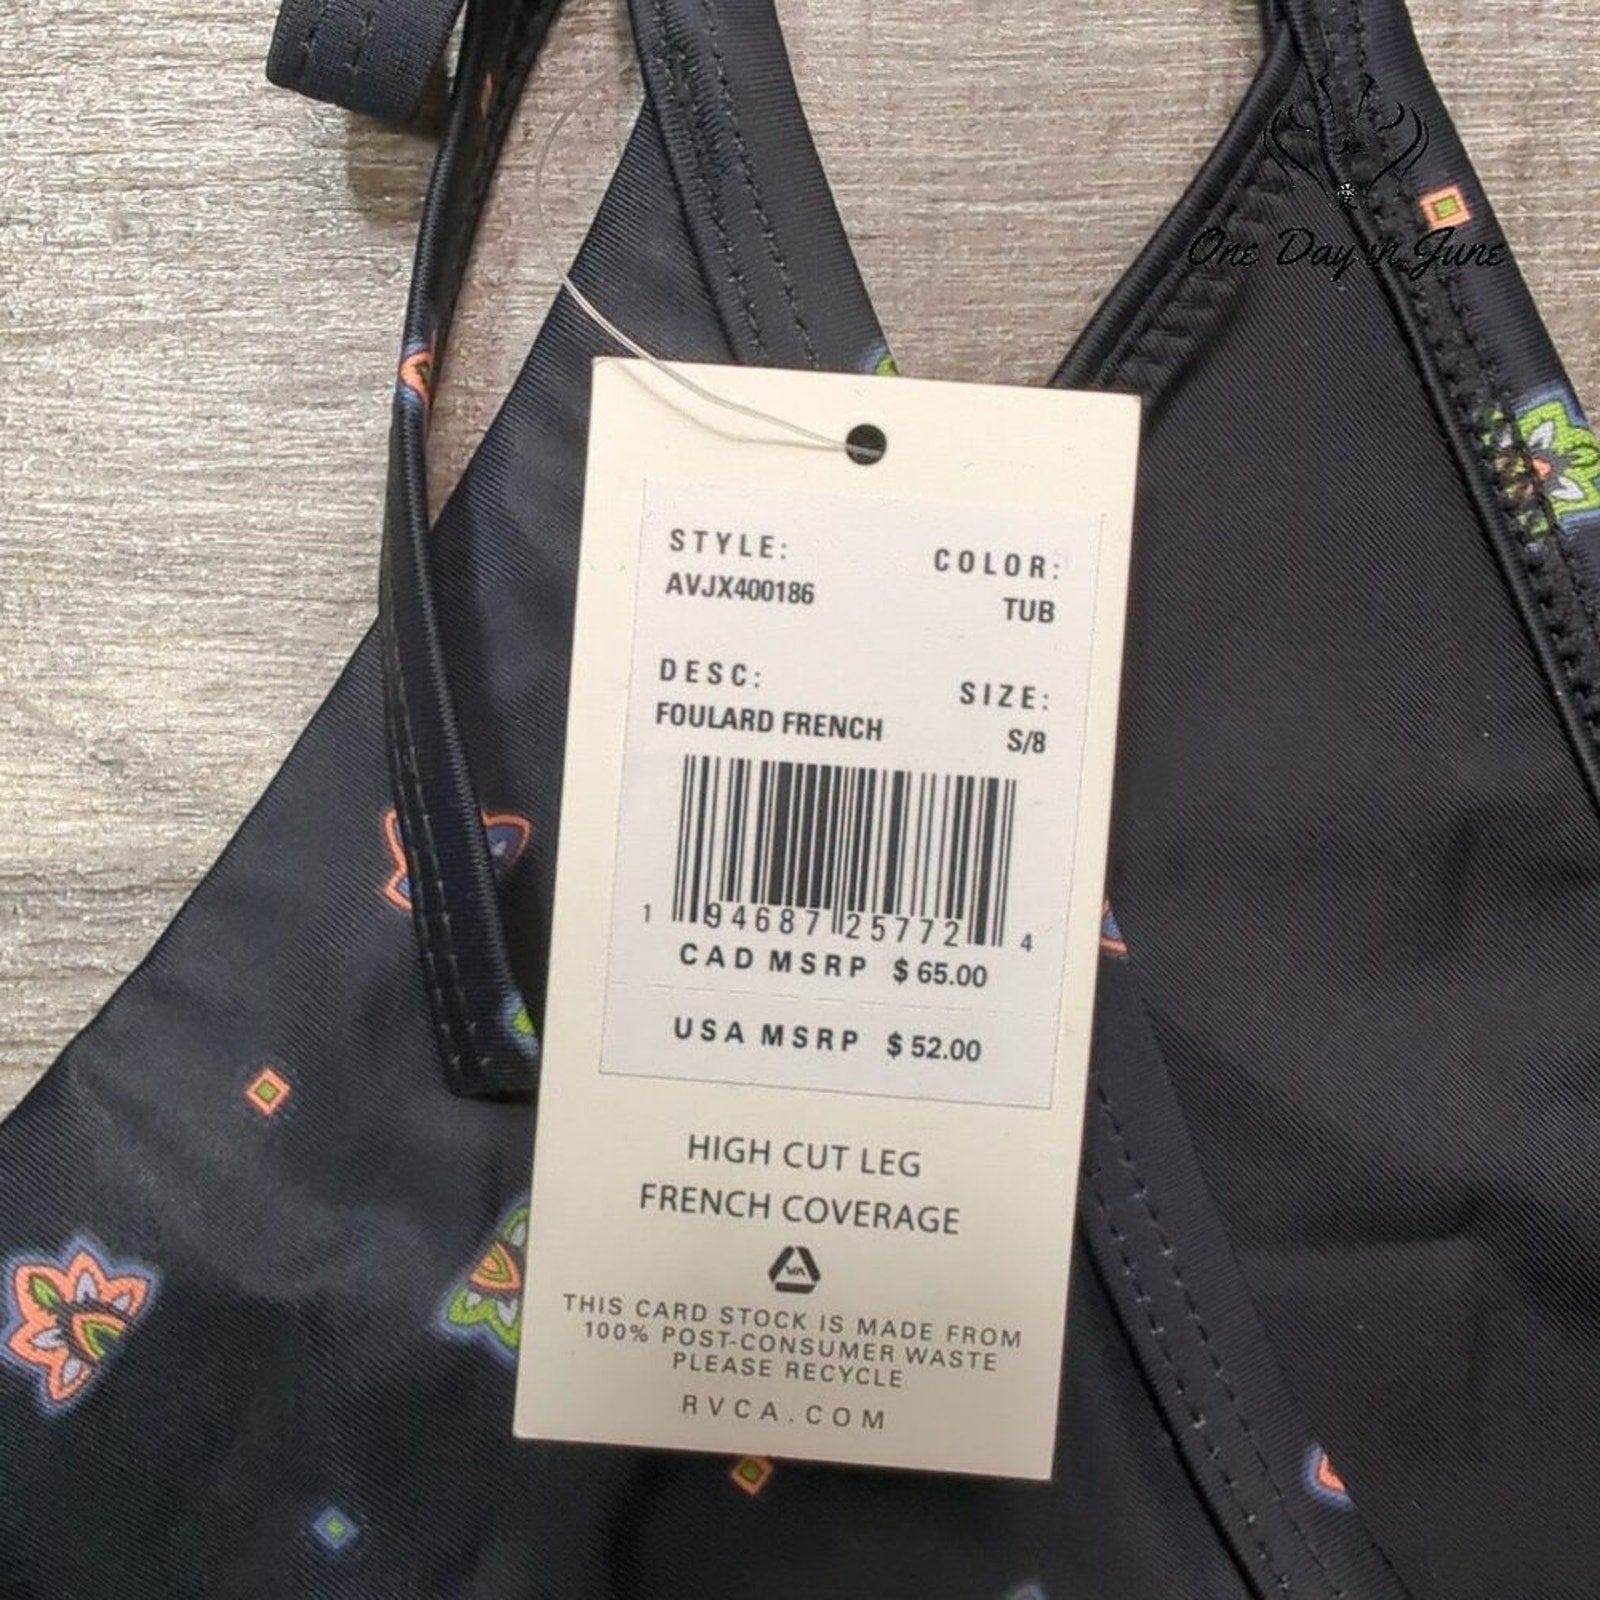 One Day in June
STYLE:
AVJX400186
COLOR:
TUB
DESC:
FOULARD FRENCH
SIZE:
S/8
1 94687 25772 4
CAD MSRP $ 65.00
USA MSRP $ 52.00
HIGH CUT LEG
FRENCH COVERAGE
VA
THIS CARD STOCK IS MADE FROM
100% POST-CONSUMER WASTE
PLEASE RECYCLE
RVCA.COM